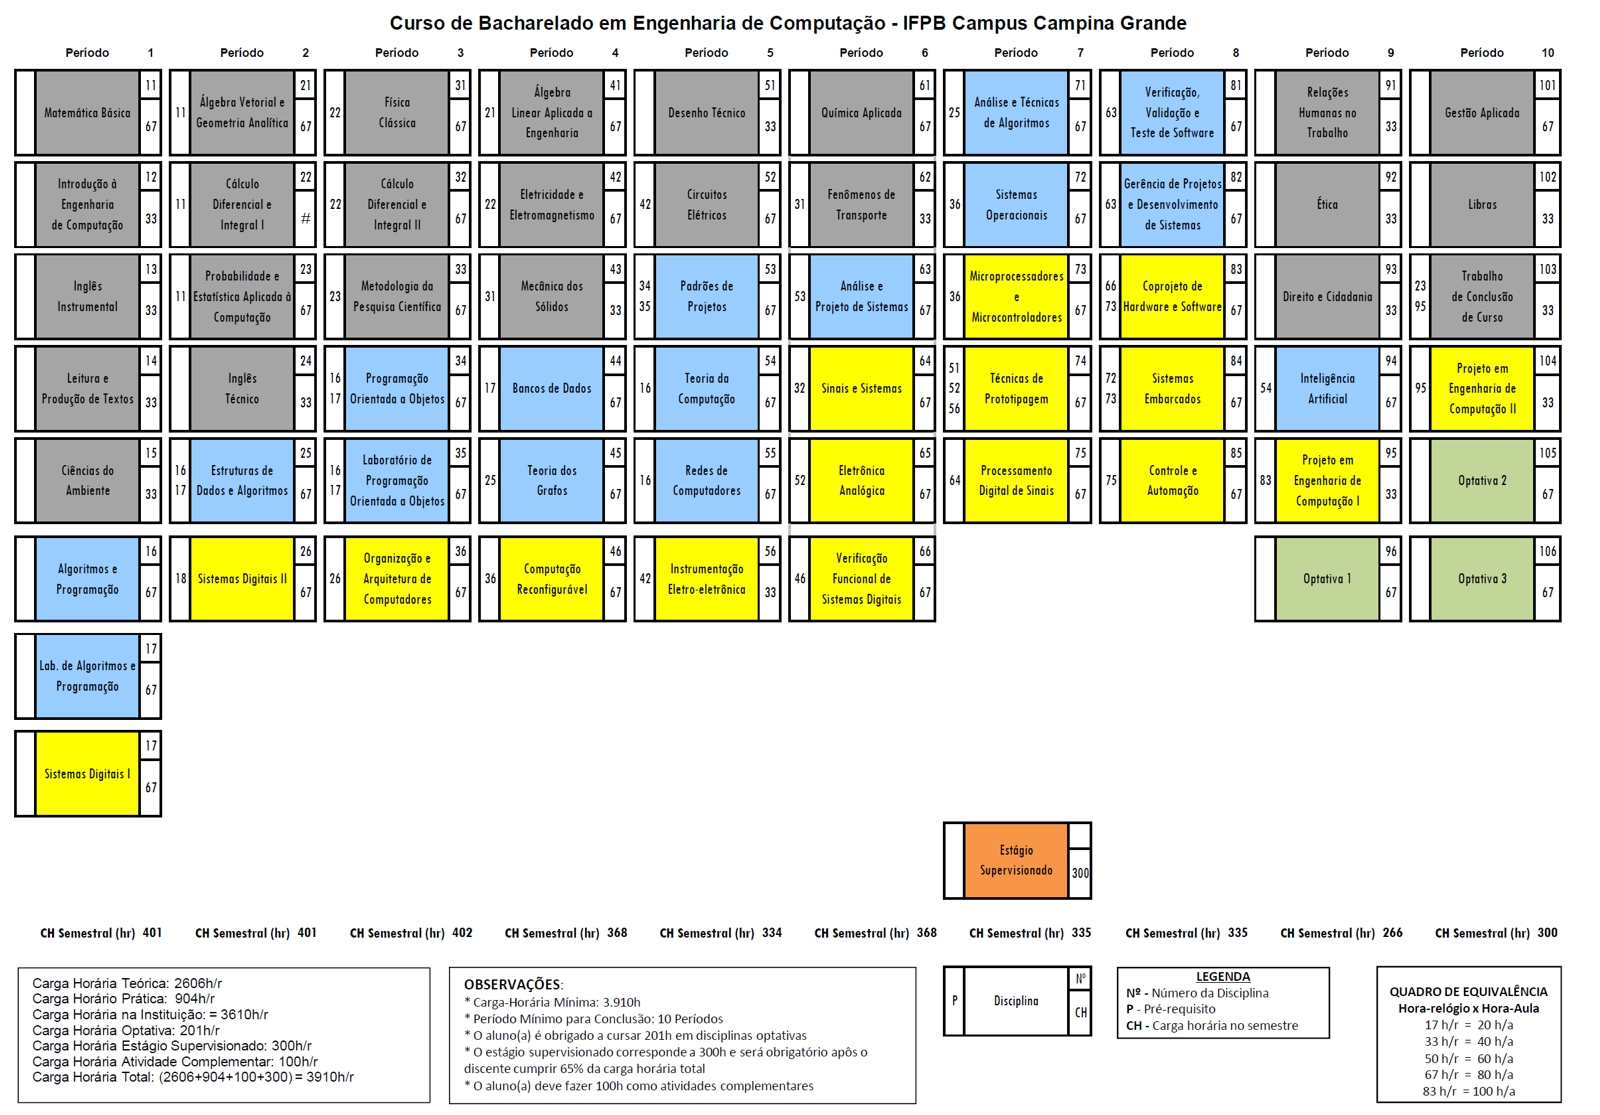 Curso de Bacharelado em Engenharia de Computação - IFPB Campus Campina Grande
Período 1
Período 2
Período 3
Período 4
Período 5
Período 6
Período 7
Período 8
Período 9
Período 10
Matemática Básica
11
67
11
Álgebra Vetorial e
Geometria Analítica
21
67
22
Física
Clássica
31
67
21
Álgebra
Linear Aplicada a
Engenharia
41
67
Desenho Técnico
51
33
Química Aplicada
61
67
25
Análise e Técnicas
de Algoritmos
71
67
63
Verificação,
Validação e
Teste de Software
81
67
Relações
Humanas no
Trabalho
91
33
Gestão Aplicada
101
67
Introdução à
Engenharia
de Computação
12
33
11
Cálculo
Diferencial e
Integral I
22
#
22
Cálculo
Diferencial e
Integral II
32
67
22
Eletricidade e
Eletromagnetismo
42
67
42
Circuitos
Elétricos
52
67
31
Fenômenos de
Transporte
62
33
36
Sistemas
Operacionais
72
67
63
Gerência de Projetos
e Desenvolvimento
de Sistemas
82
67
Ética
92
33
Libras
102
33
Inglês
Instrumental
13
33
11
Probabilidade e
Estatística Aplicada à
Computação
23
67
23
Metodologia da
Pesquisa Científica
33
67
31
Mecânica dos
Sólidos
43
33
34
35
Padrões de
Projetos
53
67
53
Análise e
Projeto de Sistemas
63
67
36
Microprocessadores
e
Microcontroladores
73
67
66
73
Coprojeto de
Hardware e Software
83
67
Direito e Cidadania
93
33
23
95
Trabalho
de Conclusão
de Curso
103
33
Leitura e
Produção de Textos
14
33
Inglês
Técnico
24
33
16
17
Programação
Orientada a Objetos
34
67
17
Bancos de Dados
44
67
16
Teoria da
Computação
54
67
32
Sinais e Sistemas
64
67
51
52
56
Técnicas de
Prototipagem
74
67
72
73
Sistemas
Embarcados
84
67
54
Inteligência
Artificial
94
67
95
Projeto em
Engenharia de
Computação II
104
33
Ciências do
Ambiente
15
33
16
17
Estruturas de
Dados e Algoritmos
25
67
16
17
Laboratório de
Programação
Orientada a Objetos
35
67
25
Teoria dos
Grafos
45
67
16
Redes de
Computadores
55
67
52
Eletrônica
Analógica
65
67
64
Processamento
Digital de Sinais
75
67
75
Controle e
Automação
85
67
83
Projeto em
Engenharia de
Computação I
95
33
Optativa 2
105
67
Algoritmos e
Programação
16
67
18
Sistemas Digitais II
26
67
26
Organização e
Arquitetura de
Computadores
36
67
36
Computação
Reconfigurável
46
67
42
Instrumentação
Eletro-eletrônica
56
33
46
Verificação
Funcional de
Sistemas Digitais
66
67
Optativa 1
96
67
Optativa 3
106
67
Lab. de Algoritmos e
Programação
17
67
Sistemas Digitais I
17
67
Estágio
Supervisionado
300
CH Semestral (hr) 401
CH Semestral (hr) 401
CH Semestral (hr) 402
CH Semestral (hr) 368
CH Semestral (hr) 334
CH Semestral (hr) 368
CH Semestral (hr) 335
CH Semestral (hr) 335
CH Semestral (hr) 266
CH Semestral (hr) 300
Carga Horária Teórica: 2606h/r
Carga Horário Prática: 904h/r
Carga Horária na Instituição: = 3610h/r
Carga Horária Optativa: 201h/r
Carga Horária Estágio Supervisionado: 300h/r
Carga Horária Atividade Complementar: 100h/r
Carga Horária Total: (2606+904+100+300) = 3910h/r
OBSERVAÇÕES:
* Carga-Horária Mínima: 3.910h
* Período Mínimo para Conclusão: 10 Períodos
* O aluno(a) é obrigado a cursar 201h em disciplinas optativas
* O estágio supervisionado corresponde a 300h e será obrigatório apôs o
discente cumprir 65% da carga horária total
* O aluno(a) deve fazer 100h como atividades complementares
P
Disciplina
Nº
CH
LEGENDA
Nº - Número da Disciplina
P - Pré-requisito
CH - Carga horária no semestre
QUADRO DE EQUIVALÊNCIA
Hora-relógio x Hora-Aula
17 h/r = 20 h/a
33 h/r = 40 h/a
50 h/r = 60 h/a
67 h/r = 80 h/a
83 h/r = 100 h/a